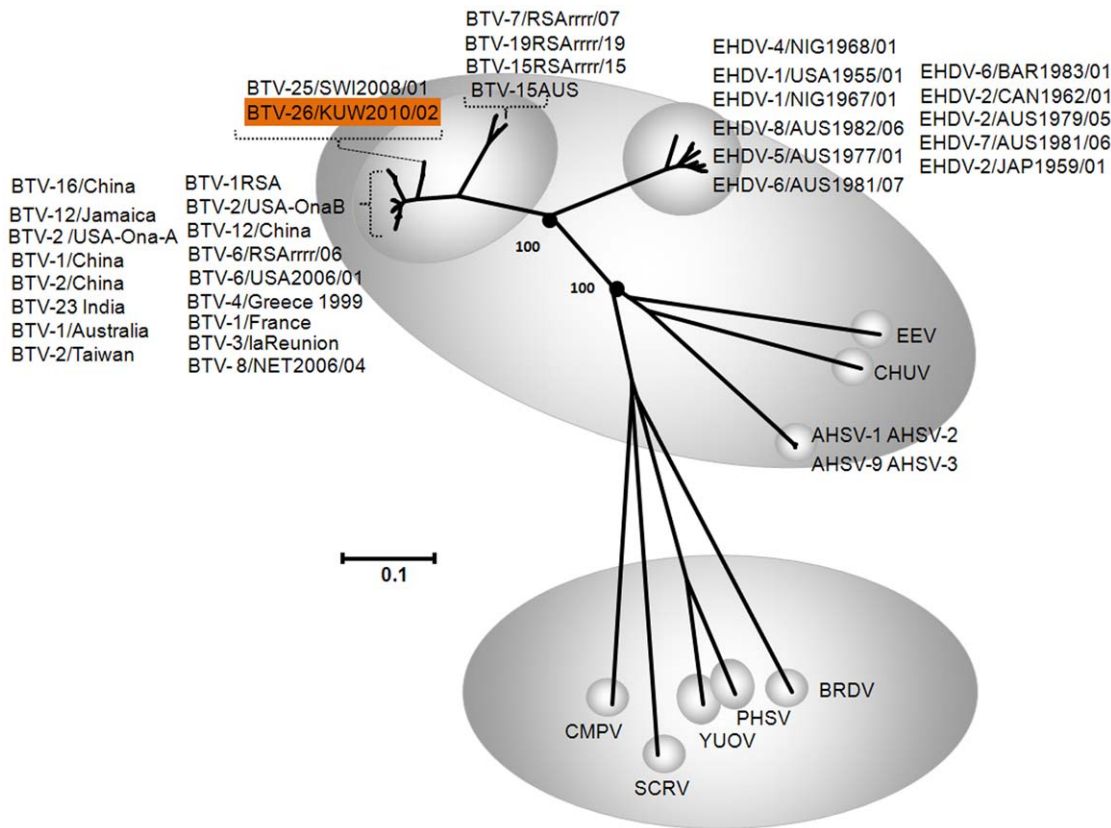 BTV-7/RSArrrr/07
BTV-19RSArrrr/19
BTV-15RSArrrr/15
BTV-15AUS
BTV-25/SWI2008/01
BTV-26/KUW2010/02
EHDV-4/NIG1968/01
EHDV-1/USA1955/01
EHDV-1/NIG1967/01
EHDV-8/AUS1982/06
EHDV-5/AUS1977/01
EHDV-6/AUS1981/07
EHDV-6/BAR1983/01
EHDV-2/CAN1962/01
EHDV-2/AUS1979/05
EHDV-7/AUS1981/06
EHDV-2/JAP1959/01
BTV-16/China
BTV-12/Jamaica
BTV-2 /USA-Ona-A
BTV-1/China
BTV-2/China
BTV-23 India
BTV-1/Australia
BTV-2/Taiwan
BTV-1RSA
BTV-2/USA-OnaB
BTV-12/China
BTV-6/RSArrrr/06
BTV-6/USA2006/01
BTV-4/Greece 1999
BTV-1/France
BTV-3/laReunion
BTV- 8/NET2006/04
100
100
EEV
CHUV
AHSV-1 AHSV-2
AHSV-9 AHSV-3
0.1
CMPV
SCRV
YUOV
PHSV
BRDV